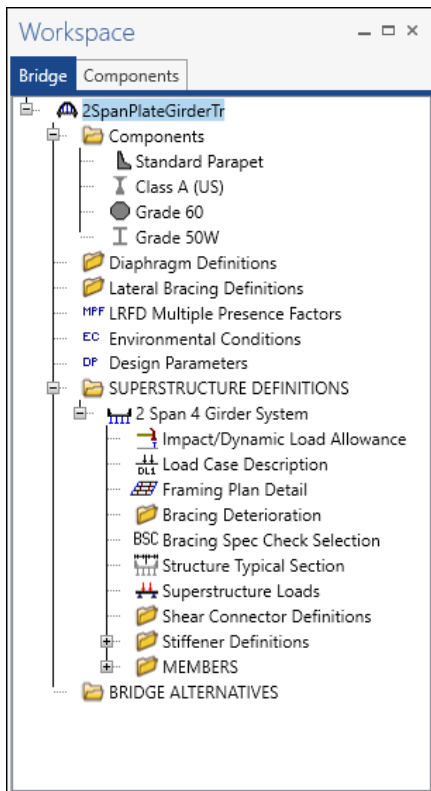 Workspace
Bridge Components
2SpanPlateGirderTr
Components
Standard Parapet
Class A (US)
Grade 60
Grade 50W
Diaphragm Definitions
Lateral Bracing Definitions
MPF LRFD Multiple Presence Factors
EC Environmental Conditions
DP Design Parameters
SUPERSTRUCTURE DEFINITIONS
2 Span 4 Girder System
Impact/Dynamic Load Allowance
DL1 Load Case Description
Framing Plan Detail
Bracing Deterioration
BSC Bracing Spec Check Selection
Structure Typical Section
Superstructure Loads
Shear Connector Definitions
Stiffener Definitions
MEMBERS
BRIDGE ALTERNATIVES